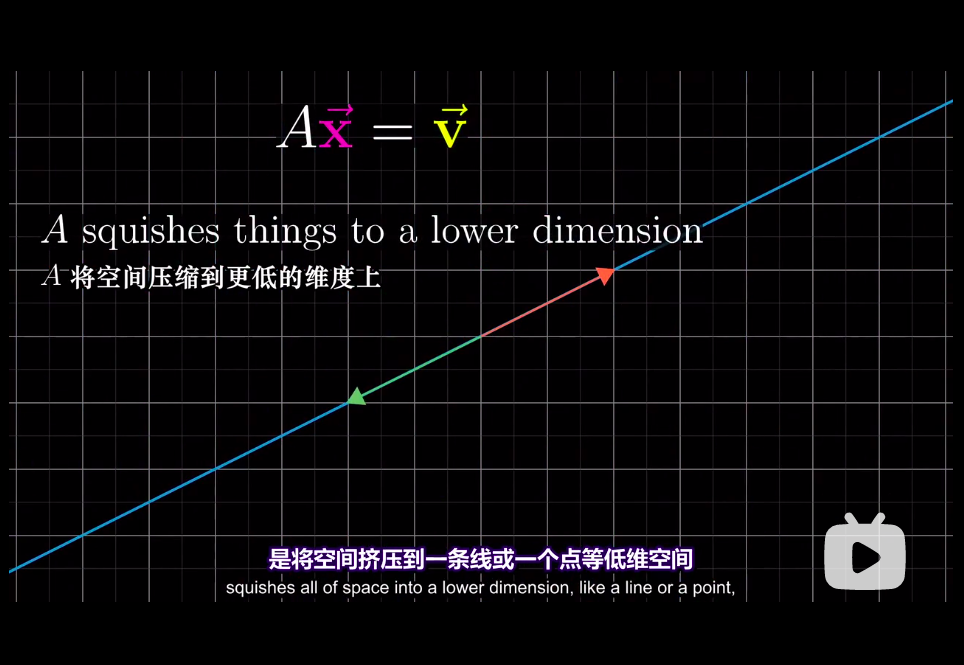 A\vec{x} = \vec{v}
A squishes things to a lower dimension
A 将空间压缩到更低的维度上
是将空间挤压到一条线或一个点等低维空间
squishes all of space into a lower dimension, like a line or a point,